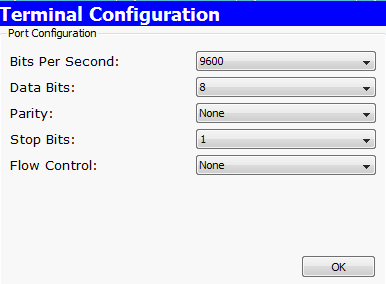 Terminal Configuration
Port Configuration
Bits Per Second: 9600
Data Bits: 8
Parity: None
Stop Bits: 1
Flow Control: None
OK